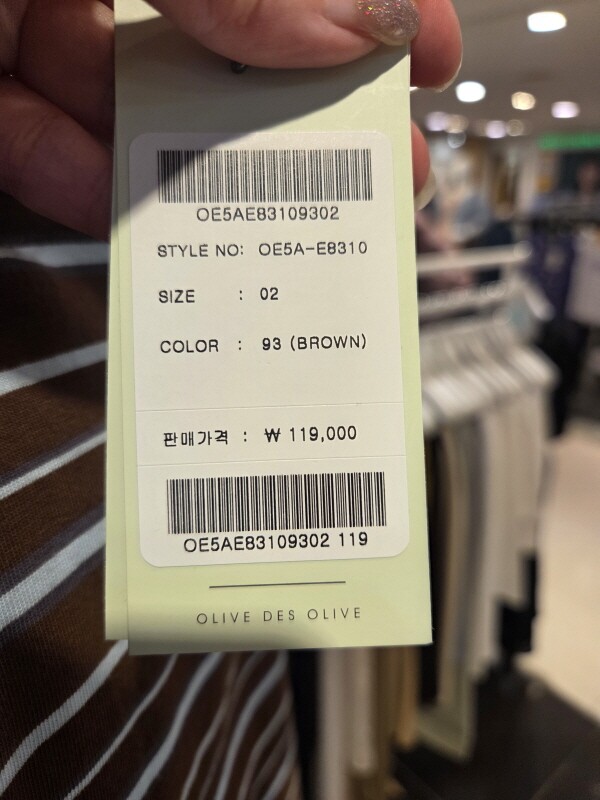 OE5AE83109302
STYLE NO: OE5A-E8310
SIZE : 02
COLOR : 93 (BROWN)
판매가격 : ₩ 119,000
OE5AE83109302 119
OLIVE DES OLIVE